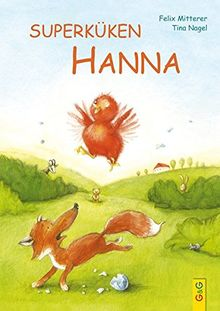 Felix Mitterer
Tina Nagel
SUPERKÜKEN
HANNA
G&G